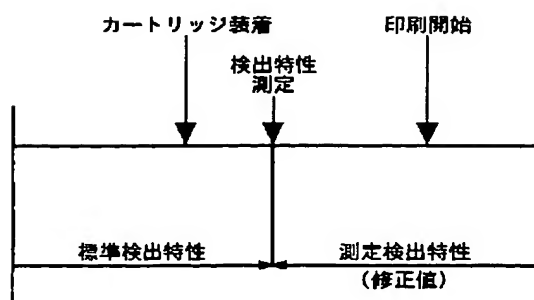 カートリッジ装着
印刷開始
検出特性
測定
標準検出特性
測定検出特性
(修正値)